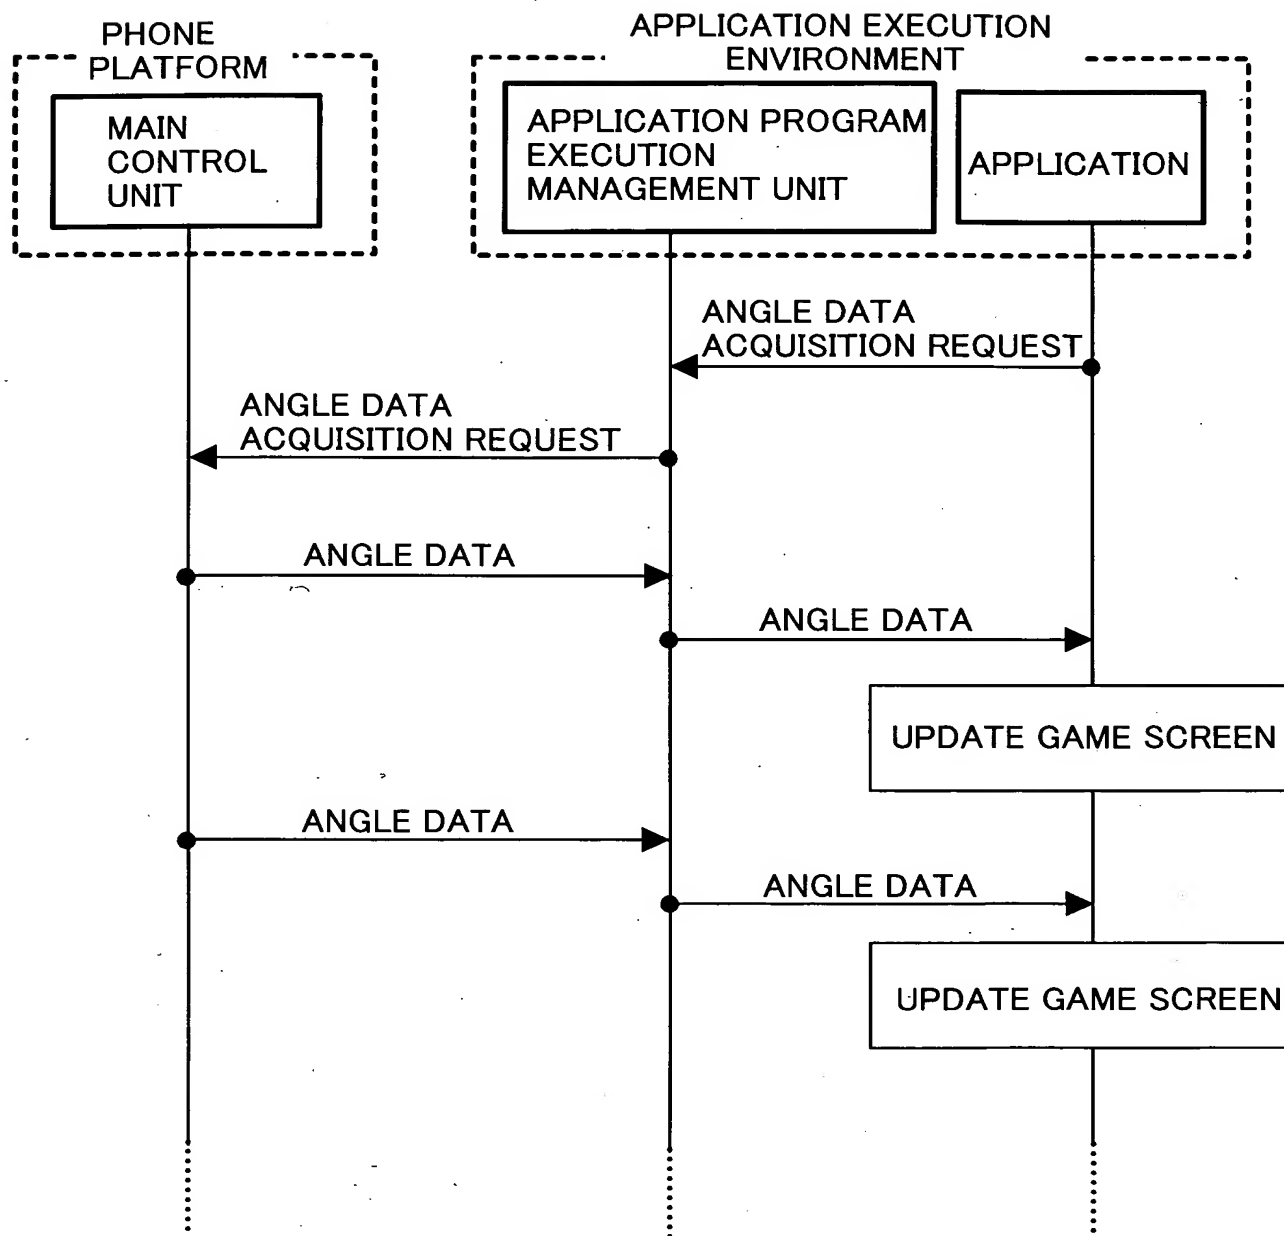 PHONE
PLATFORM
APPLICATION EXECUTION
ENVIRONMENT
MAIN
CONTROL
UNIT
APPLICATION PROGRAM
EXECUTION
MANAGEMENT UNIT
APPLICATION
ANGLE DATA
ACQUISITION REQUEST
ANGLE DATA
ACQUISITION REQUEST
ANGLE DATA
ANGLE DATA
UPDATE GAME SCREEN
ANGLE DATA
ANGLE DATA
UPDATE GAME SCREEN